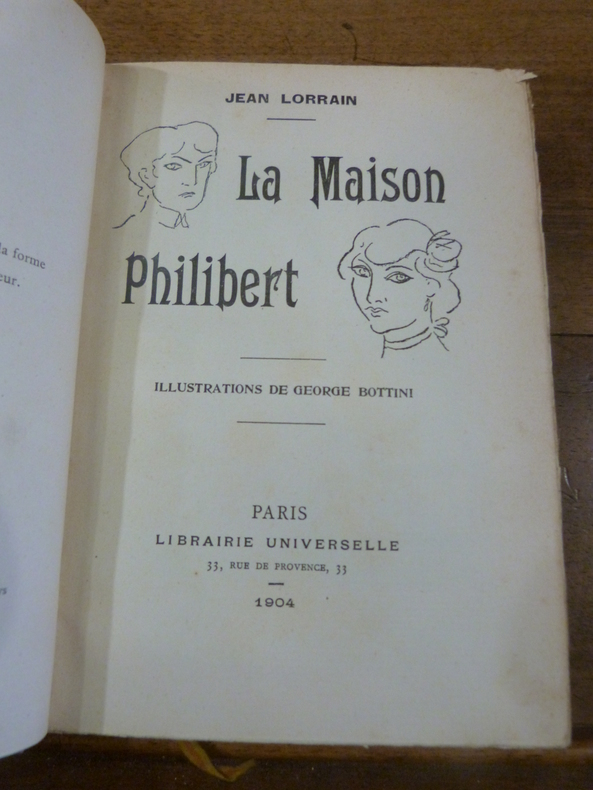 la forme
eur.
es
JEAN LORRAIN
La Maison
Philibert
ILLUSTRATIONS DE GEORGE BOTTINI
PARIS
LIBRAIRIE UNIVERSELLE
33, RUE DE PROVENCE, 33
1904